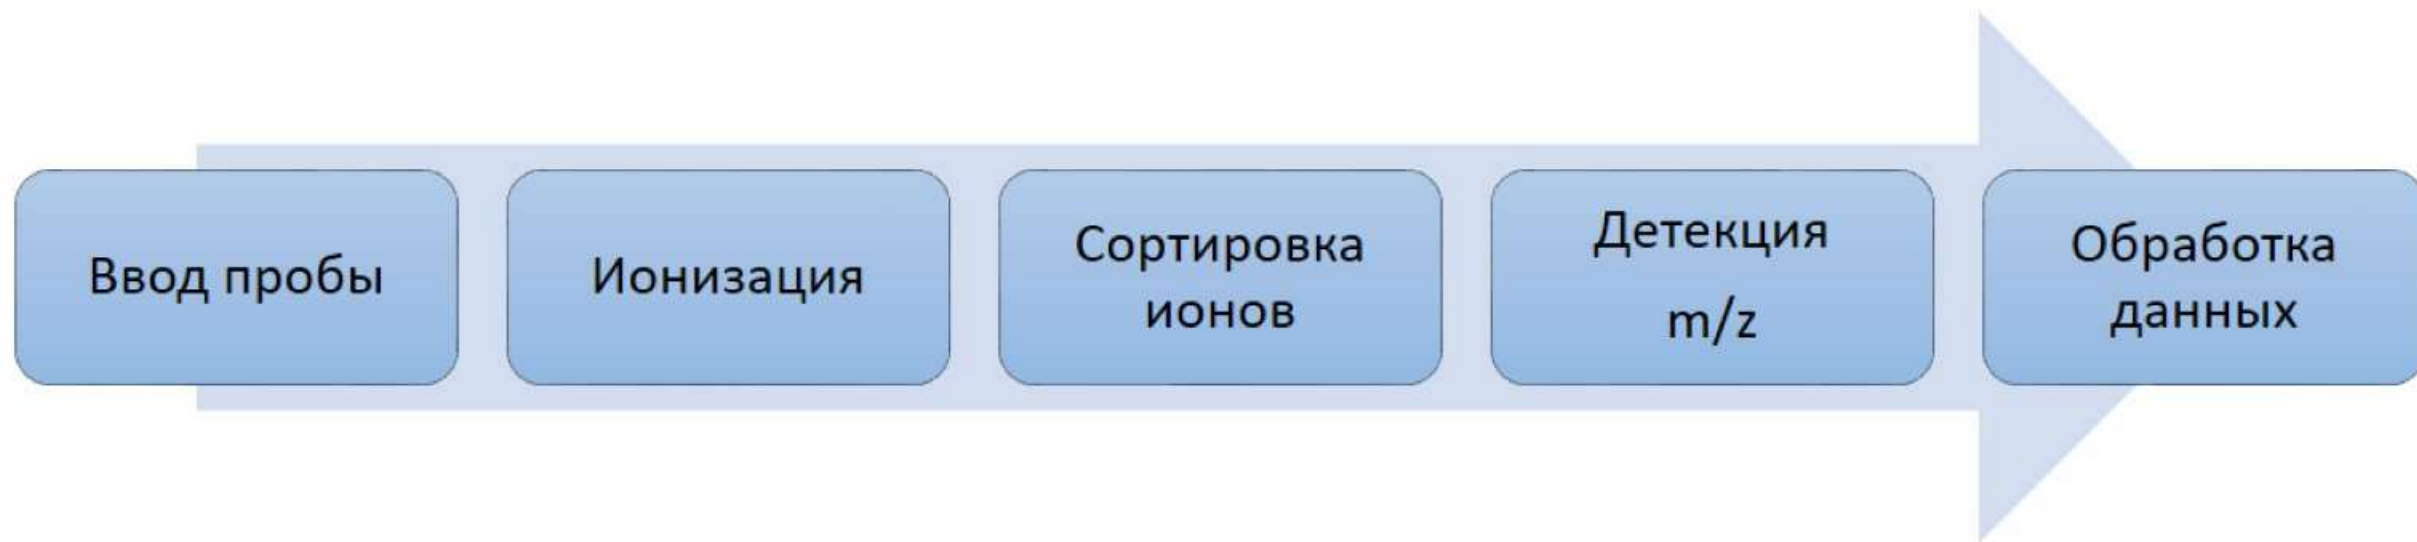 Ввод пробы
Ионизация
Сортировка
ионов
Детекция
m/z
Обработка
данных